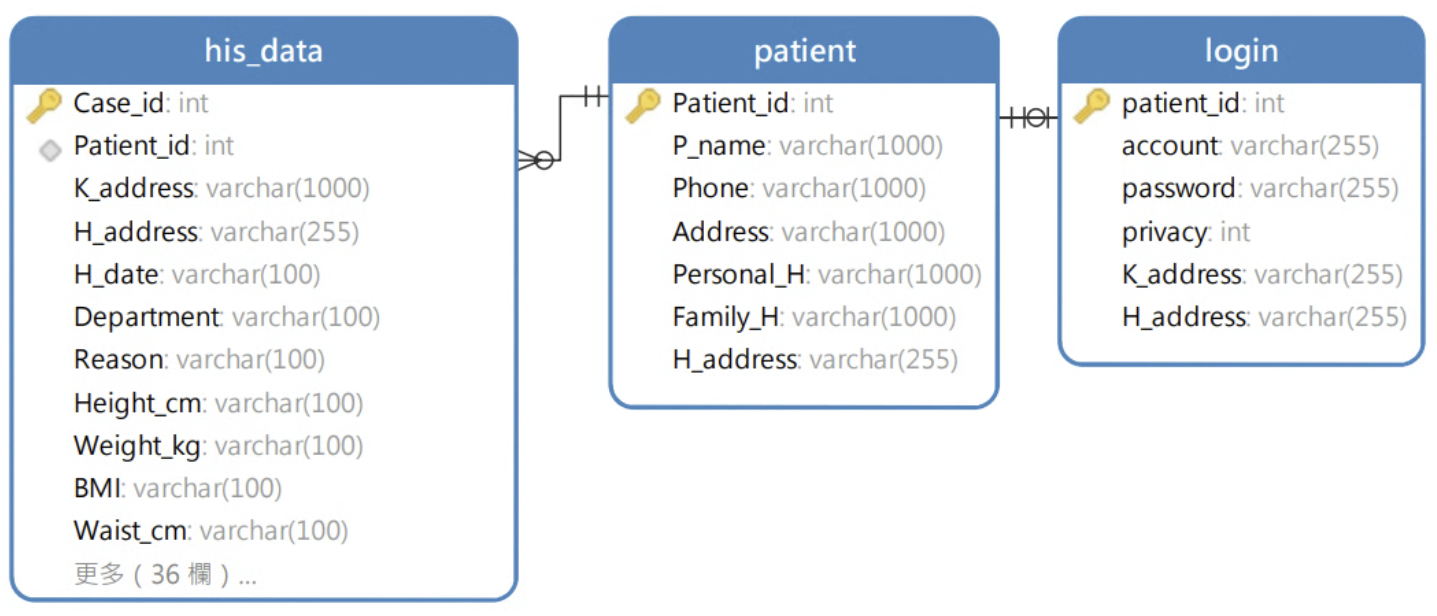 his_data
Case_id: int
Patient_id: int
K_address: varchar(1000)
H_address: varchar(255)
H_date: varchar(100)
Department: varchar(100)
Reason: varchar(100)
Height_cm: varchar(100)
Weight_kg: varchar(100)
BMI: varchar(100)
Waist_cm: varchar(100)
更多 ( 36 欄 ) ...
patient
Patient_id: int
P_name: varchar(1000)
Phone: varchar(1000)
Address: varchar(1000)
Personal_H: varchar(1000)
Family_H: varchar(1000)
H_address: varchar(255)
login
patient_id: int
account: varchar(255)
password: varchar(255)
privacy: int
K_address: varchar(255)
H_address: varchar(255)